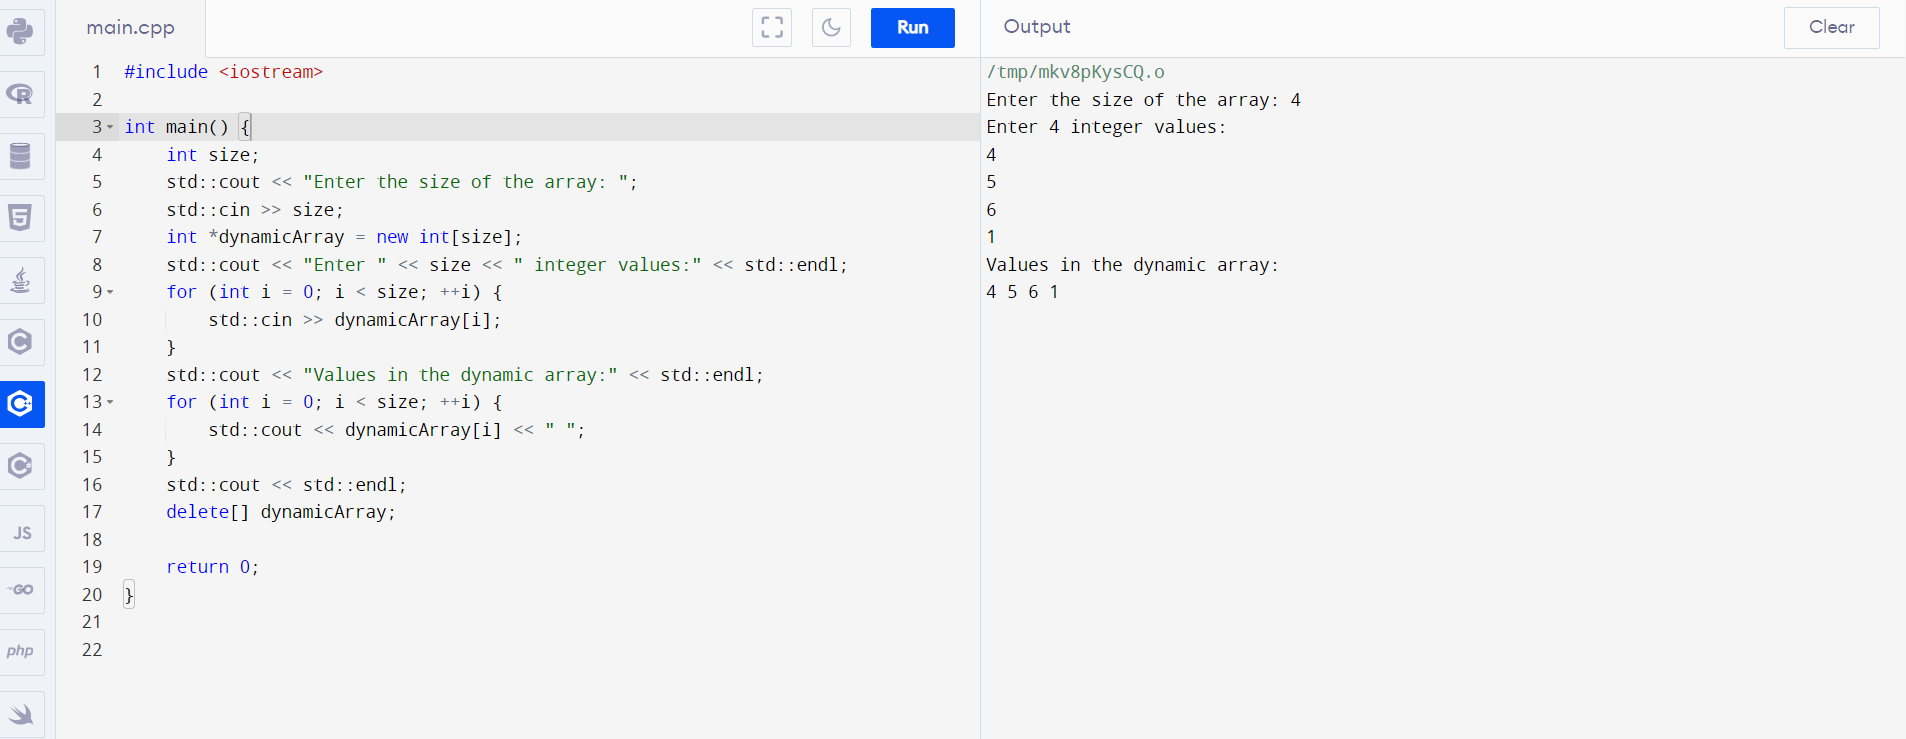 main.cpp
Run
Output
Clear
1 #include <iostream>
2
3 int main() {
4     int size;
5     std::cout << "Enter the size of the array: ";
6     std::cin >> size;
7     int *dynamicArray = new int[size];
8     std::cout << "Enter " << size << " integer values:" << std::endl;
9     for (int i = 0; i < size; ++i) {
10         std::cin >> dynamicArray[i];
11     }
12     std::cout << "Values in the dynamic array:" << std::endl;
13     for (int i = 0; i < size; ++i) {
14         std::cout << dynamicArray[i] << " ";
15     }
16     std::cout << std::endl;
17     delete[] dynamicArray;
18
19     return 0;
20 }
21
22
/tmp/mkv8pKysCQ.o
Enter the size of the array: 4
Enter 4 integer values:
4
5
6
1
Values in the dynamic array:
4 5 6 1
R
5
C
C++
C
JS
GO
php